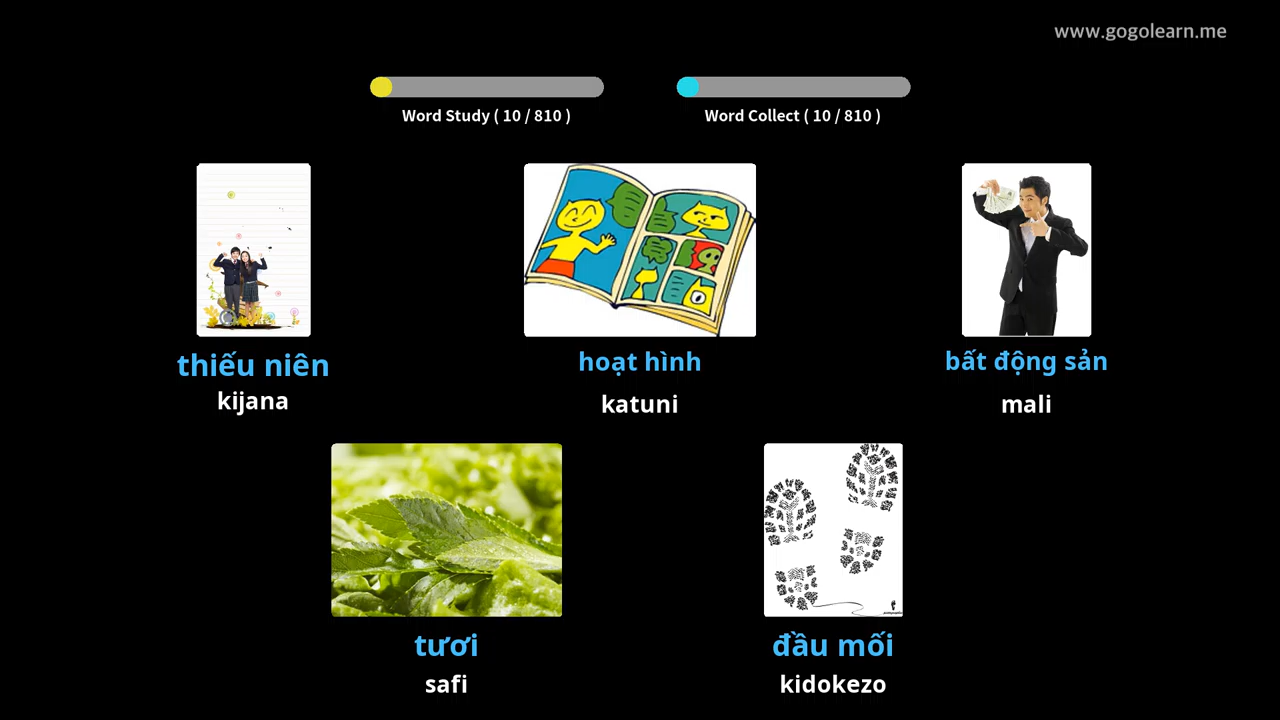 www.gogolearn.me
Word Study ( 10 / 810 )
Word Collect ( 10 / 810 )
thiếu niên
kijana
hoạt hình
katuni
bất động sản
mali
tươi
safi
đầu mối
kidokezo